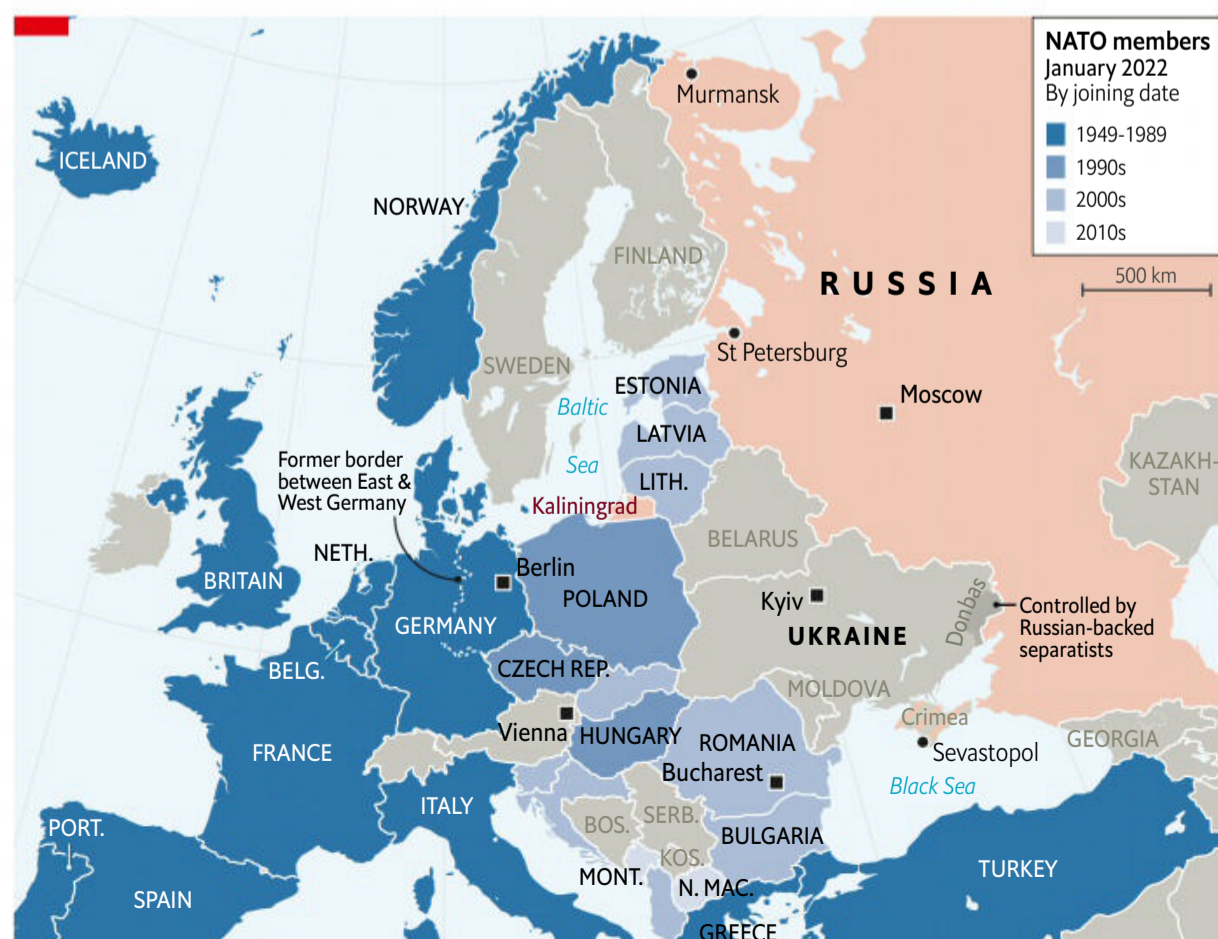 NATO members
January 2022
By joining date
1949-1989
1990s
2000s
2010s
500 km
Murmansk
ICELAND
NORWAY
FINLAND
RUSSIA
SWEDEN
St Petersburg
ESTONIA
Baltic
Sea
Moscow
LATVIA
LITH.
KAZAKH-
STAN
Former border
between East &
West Germany
Kaliningrad
BELARUS
NETH.
BRITAIN
Berlin
POLAND
Kyiv
UKRAINE
Donbas
Controlled by
Russian-backed
separatists
GERMANY
BELG.
CZECH REP.
MOLDOVA
Crimea
Vienna
HUNGARY
ROMANIA
GEORGIA
FRANCE
Sevastopol
Bucharest
Black Sea
ITALY
PORT.
BOS.
SERB.
BULGARIA
KOS.
MONT.
N. MAC.
TURKEY
SPAIN
GREECE